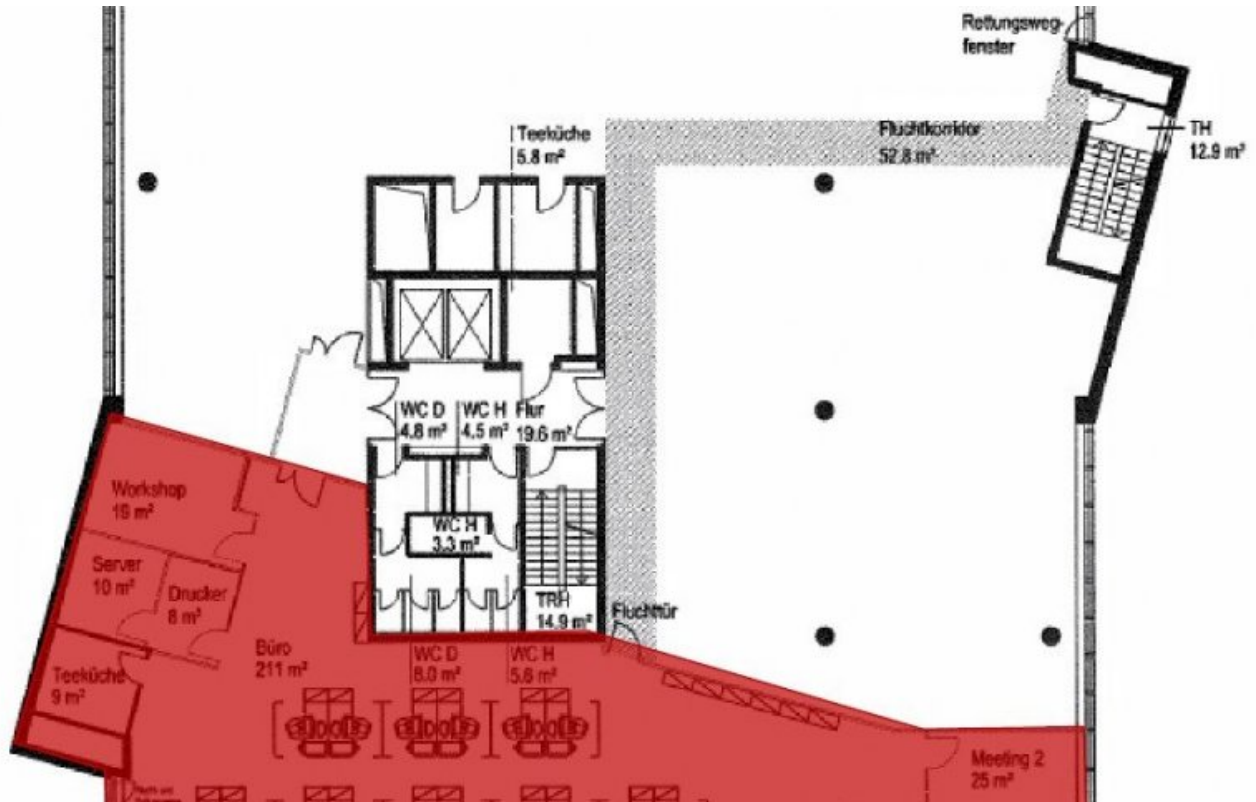 Rettungsweg-
fenster
Teeküche
5.8 m²
Fluchtkorridor
52.8 m²
TH
12.9 m²
WC D
4.8 m²
WC H
4.5 m²
Flur
19.6 m²
Workshop
19 m²
WC H
3.3 m²
Server
10 m²
Drucker
8 m²
TRH
14.9 m²
Fluchttür
Büro
211 m²
WC D
8.0 m²
WC H
5.6 m²
Teeküche
9 m²
Meeting 2
25 m²